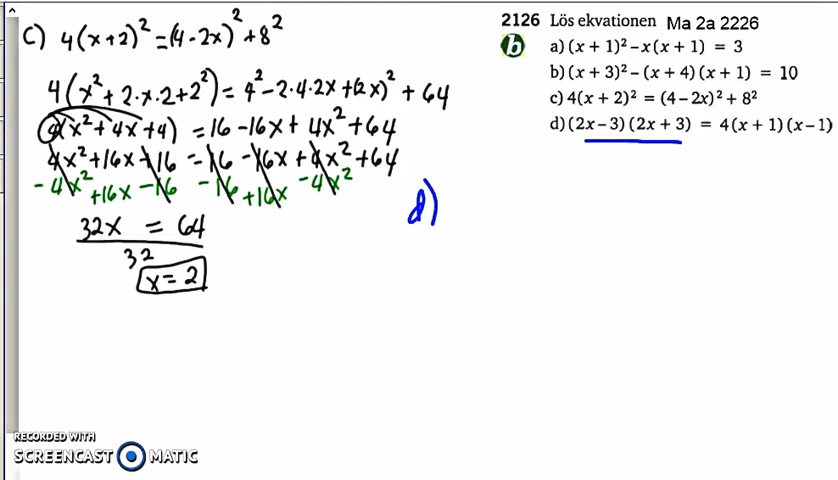 c) 4(x+2)²=(4-2x)²+8²
4(x²+2·x·2+2²)=4²-2·4·2x+(2x)²+64
4(x²+4x+4)=16-16x+4x²+64
4x²+16x+16=16-16x+4x²+64
-4x²+16x-16 -16+16x-4x²
32x = 64
32
x=2
d)
2126 Lös ekvationen Ma 2a 2226
b a) (x + 1)² – x(x + 1) = 3
b) (x + 3)² – (x + 4)(x + 1) = 10
c) 4(x + 2)² = (4 – 2x)² + 8²
d) (2x – 3)(2x + 3) = 4(x + 1)(x – 1)
RECORDED WITH
SCREENCAST MATIC